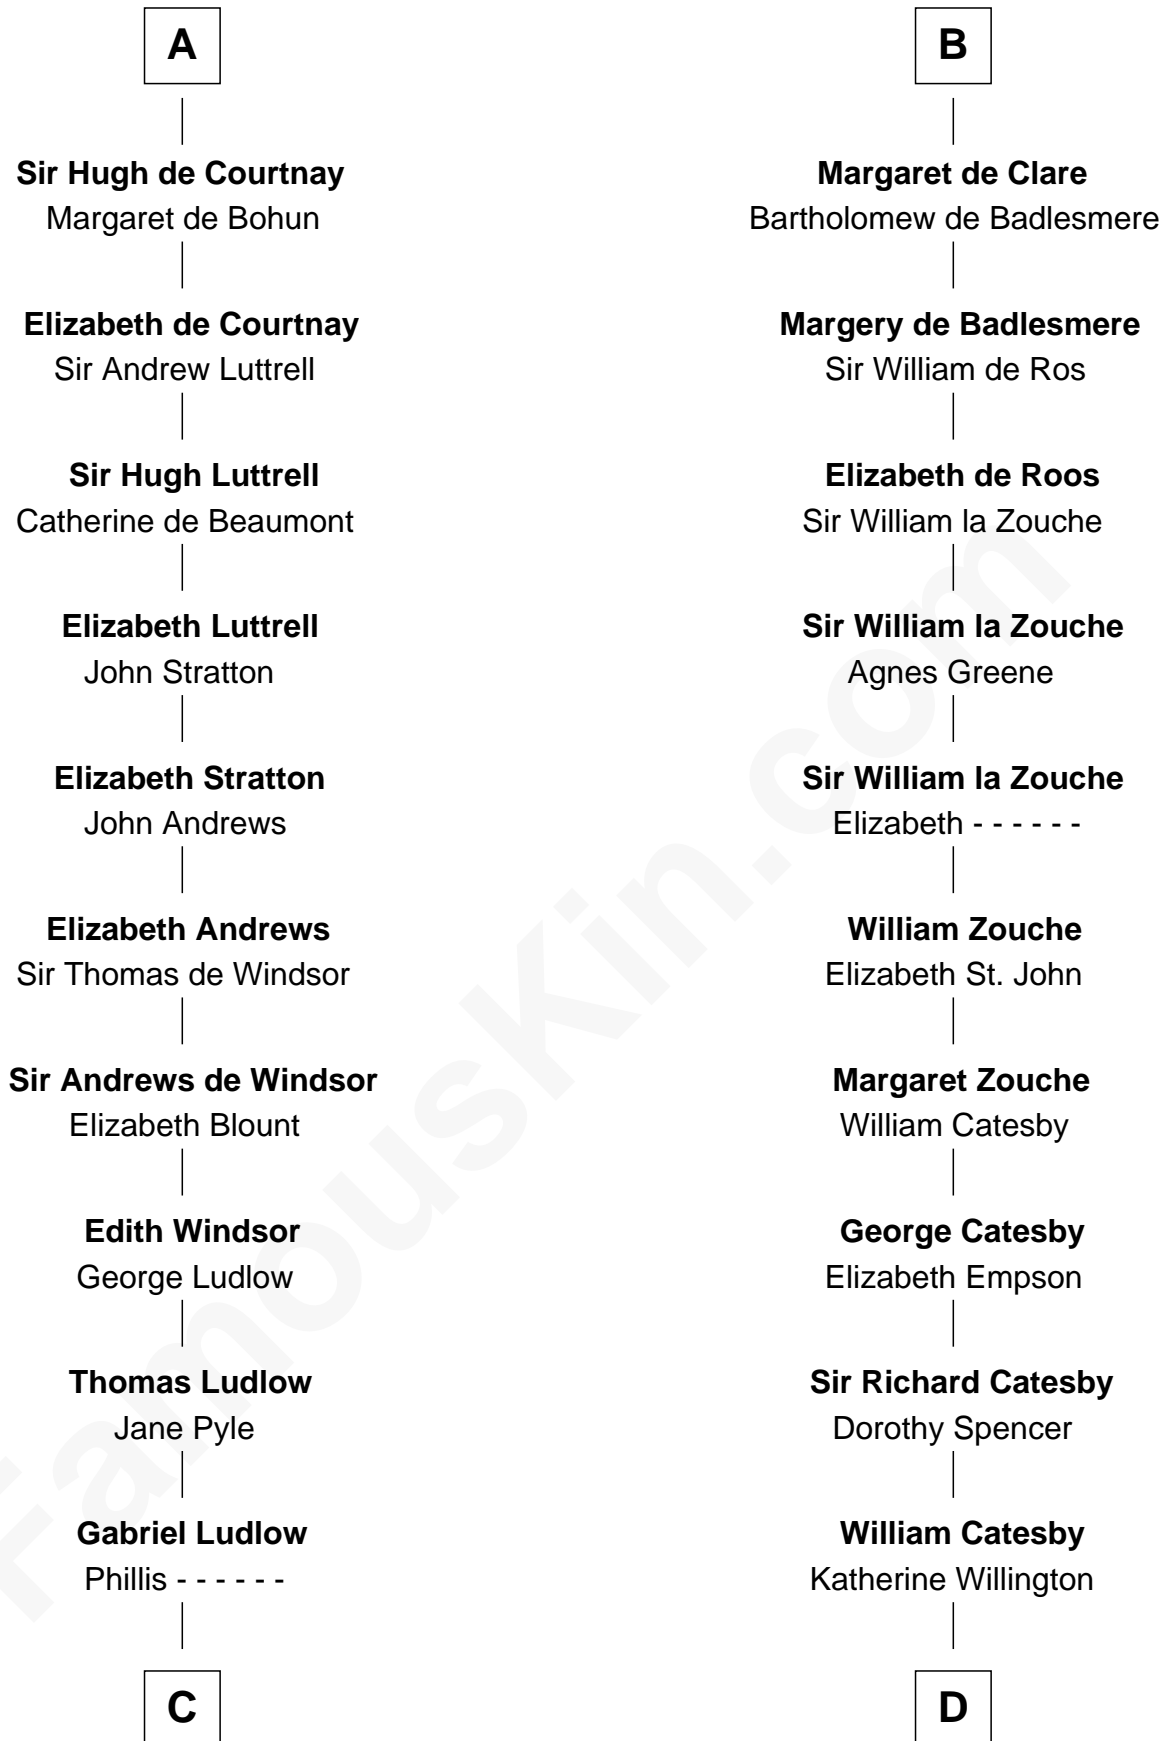 A
Sir Hugh de Courtnay
Margaret de Bohun
Elizabeth de Courtnay
Sir Andrew Luttrell
Sir Hugh Luttrell
Catherine de Beaumont
Elizabeth Luttrell
John Stratton
Elizabeth Stratton
John Andrews
Elizabeth Andrews
Sir Thomas de Windsor
Sir Andrews de Windsor
Elizabeth Blount
Edith Windsor
George Ludlow
Thomas Ludlow
Jane Pyle
Gabriel Ludlow
Phillis - - - - - -
C
B
Margaret de Clare
Bartholomew de Badlesmere
Margery de Badlesmere
Sir William de Ros
Elizabeth de Roos
Sir William la Zouche
Sir William la Zouche
Agnes Greene
Sir William la Zouche
Elizabeth - - - - - -
William Zouche
Elizabeth St. John
Margaret Zouche
William Catesby
George Catesby
Elizabeth Empson
Sir Richard Catesby
Dorothy Spencer
William Catesby
Katherine Willington
D
FamousKin.com